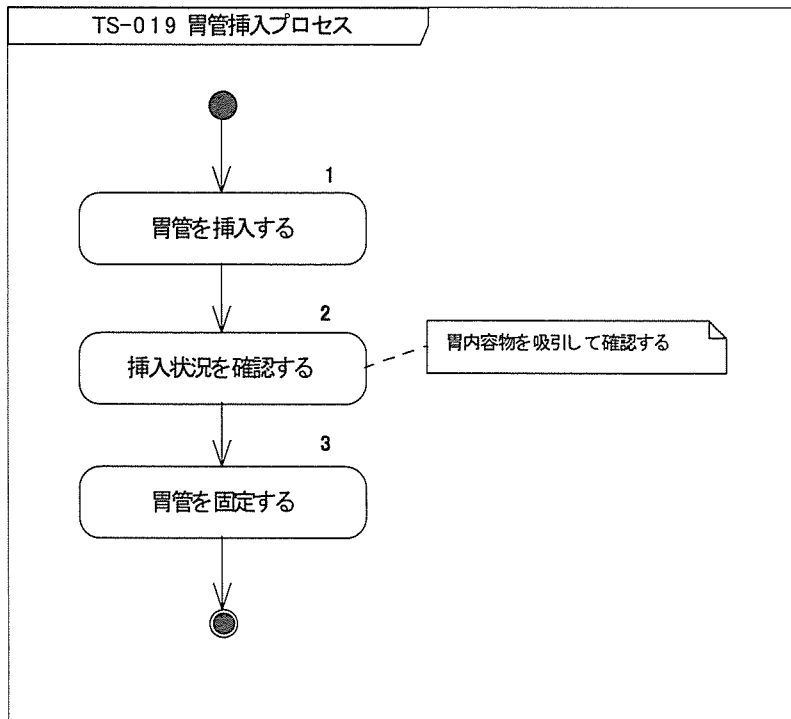 TS-019 胃管挿入プロセス
1
胃管を挿入する
2
挿入状況を確認する
胃内容物を吸引して確認する
3
胃管を固定する